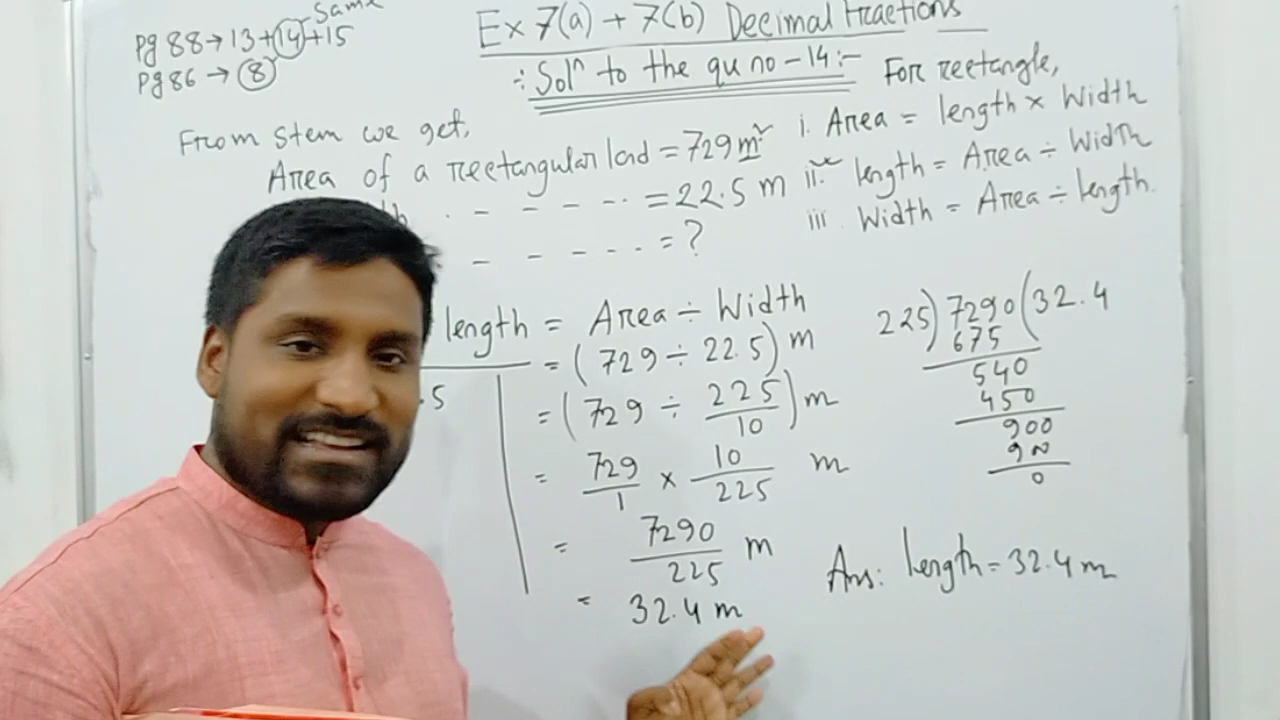 Same
Pg 88 → 13+14+15
Pg 86 → 8
Ex 7(a) + 7(b) Decimal Fractions
∴ Solⁿ to the qu no - 14:-
From stem we get,
Area of a rectangular land = 729 m²
th . - - - - .. = 22.5 m
- - - - .. = ?
For rectangle,
i. Area = length × Width
ii. length = Area ÷ Width
iii. Width = Area ÷ length.
length = Area ÷ Width
= (729 ÷ 22.5) m
= (729 ÷ 225/10) m
= 729/1 × 10/225 m
= 7290/225 m
= 32.4 m
.5
225) 7290 (32.4
675
540
450
900
900
0
Ans: length = 32.4 m